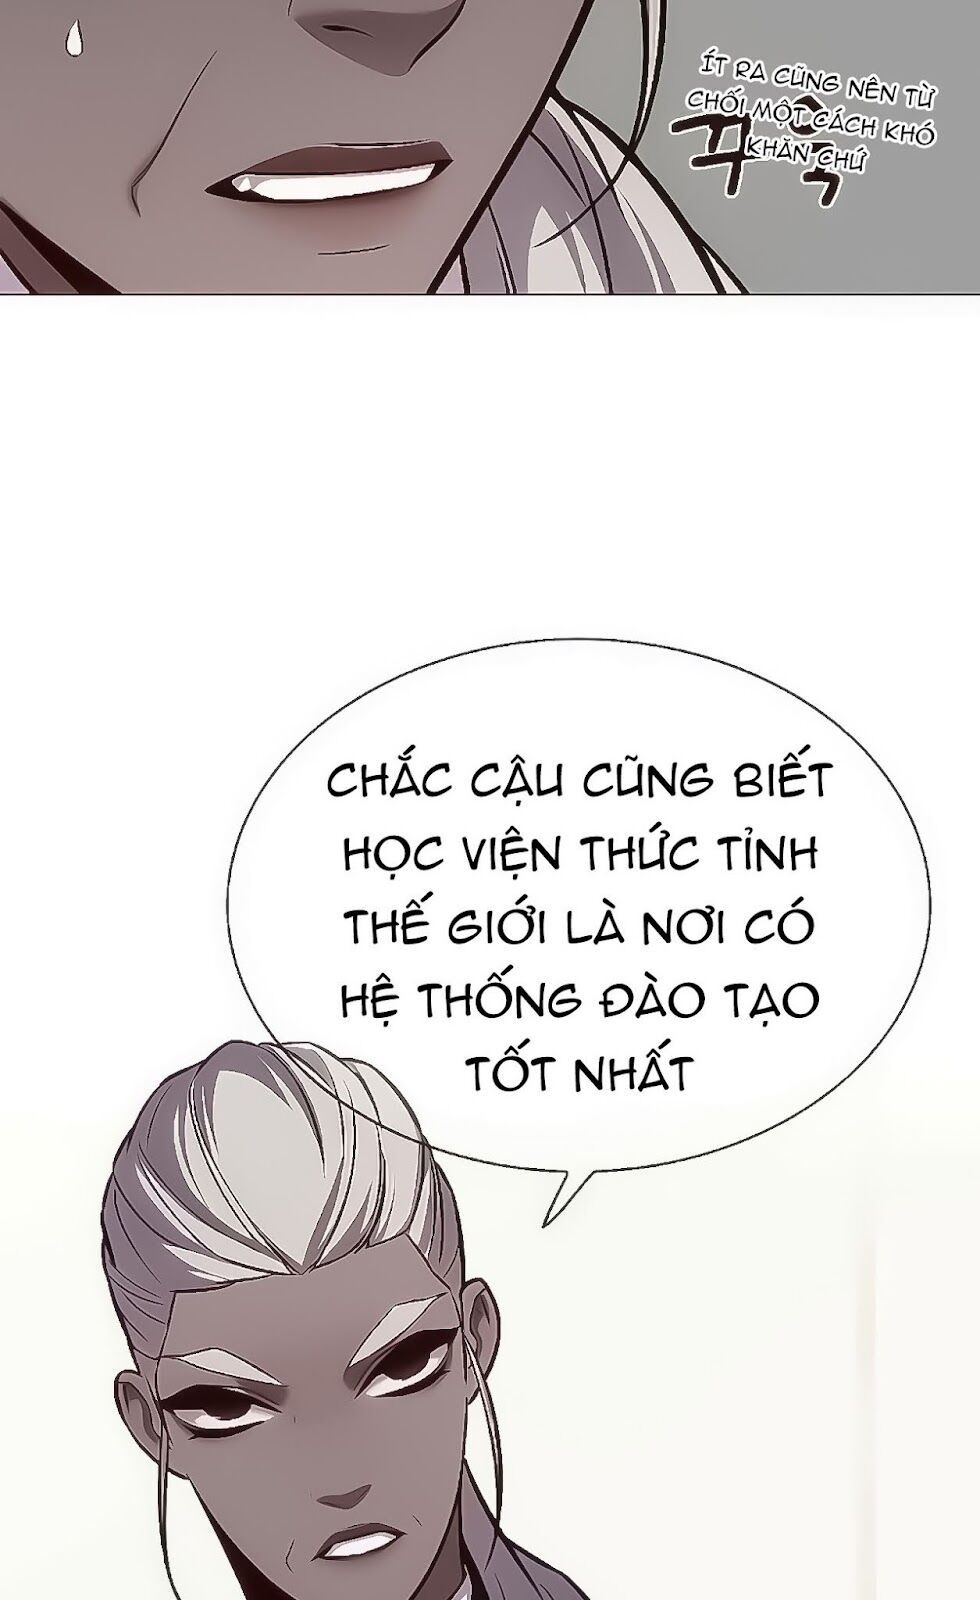 ÍT RA CŨNG NÊN TỪ
CHỐI MỘT CÁCH KHÓ
KHĂN CHỨ
CHẮC CẬU CŨNG BIẾT
HỌC VIỆN THỨC TỈNH
THẾ GIỚI LÀ NƠI CÓ
HỆ THỐNG ĐÀO TẠO
TỐT NHẤT